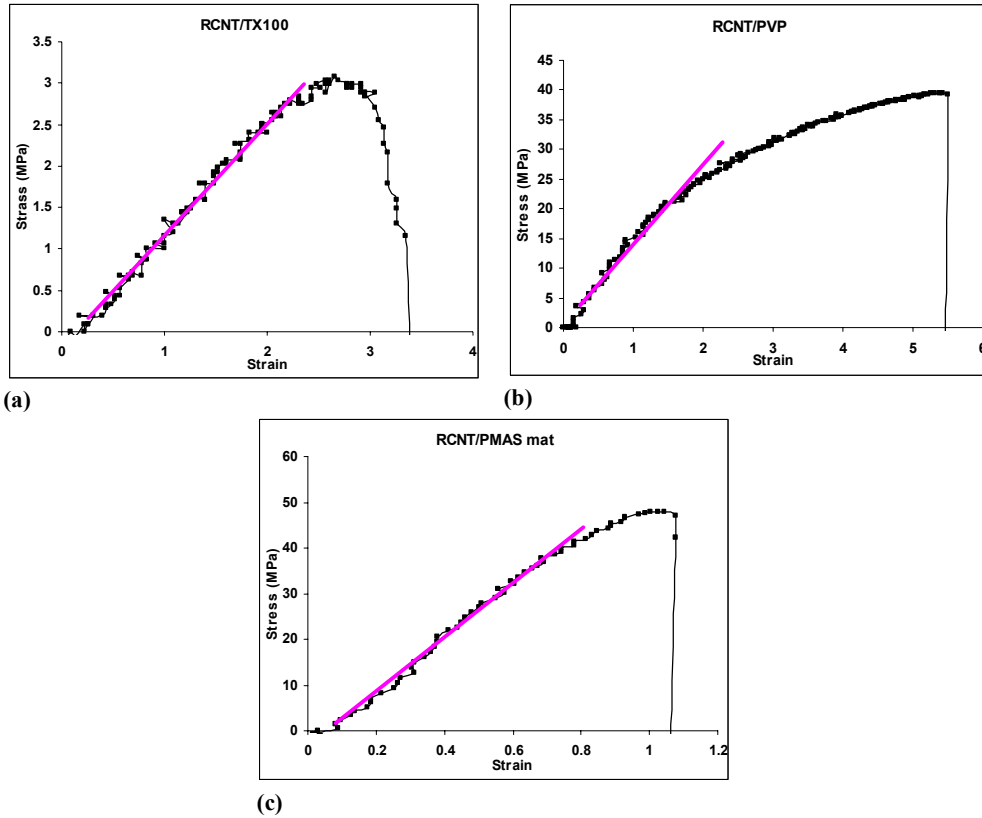 RCNT/TX100
3.5
3
2.5
2
1.5
1
0.5
0
Strass (MPa)
0 1 2 3 4
Strain
(a)
RCNT/PVP
45
40
35
30
25
20
15
10
5
0
Stress (MPa)
0 1 2 3 4 5 6
Strain
(b)
RCNT/PMAS mat
60
50
40
30
20
10
0
Stress (MPa)
0 0.2 0.4 0.6 0.8 1 1.2
Strain
(c)